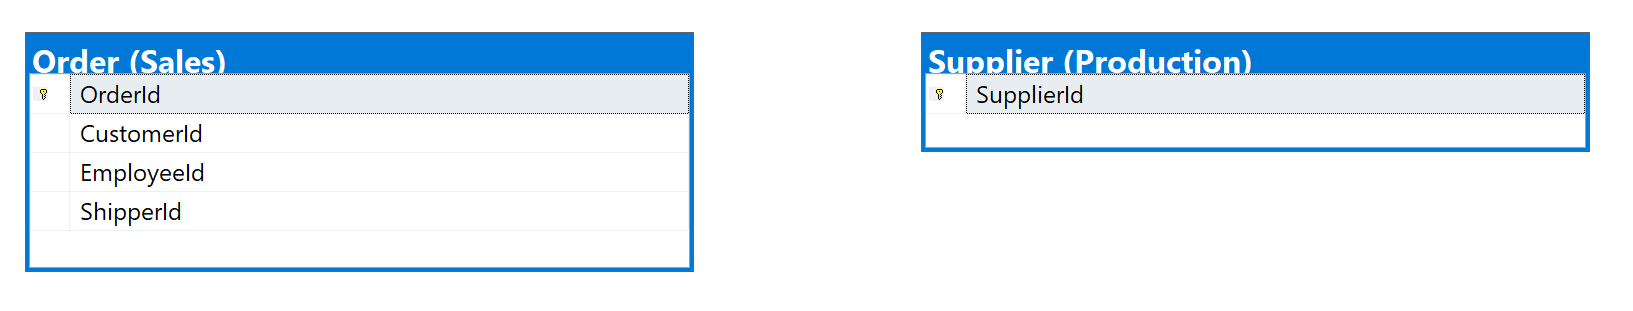 Order (Sales)
OrderId
CustomerId
EmployeeId
ShipperId
Supplier (Production)
SupplierId